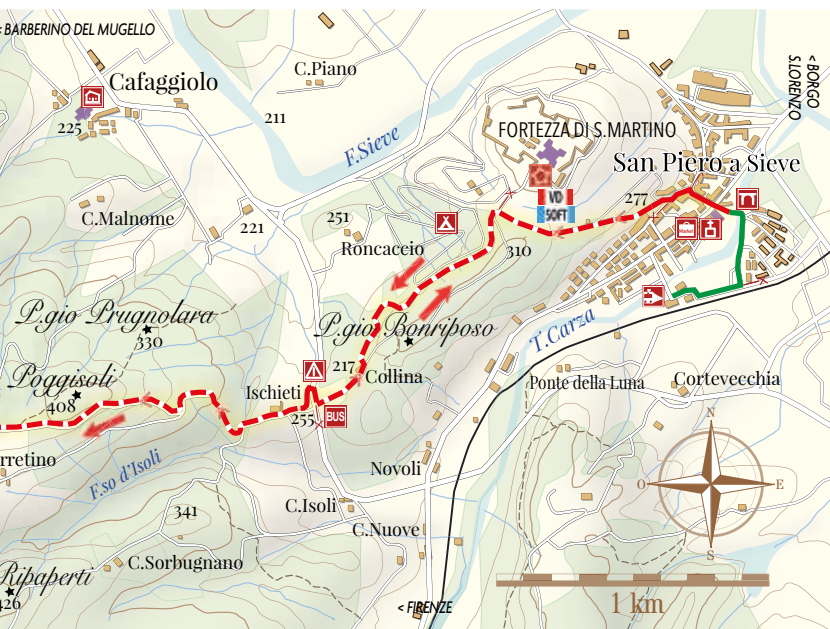 < BARBERINO DEL MUGELLO
Cafaggiolo
C.Piano
< BORGO
S.LORENZO
225
211
F.Sieve
FORTEZZA DI S.MARTINO
San Piero a Sieve
VD
SOFT
277
C.Malnome
251
221
Roncaccio
310
Market
P.gio Prugnolara
330
P.gio Bonriposo
T.Carza
217
Poggisoli
408
Ischieti
Collina
Ponte della Luna
Cortevecchia
255
BUS
N
rretino
F.so d'Isoli
Novoli
O
E
341
C.Isoli
C.Nuove
S
C.Sorbugnano
Ripaperti
426
1 km
< FIRENZE